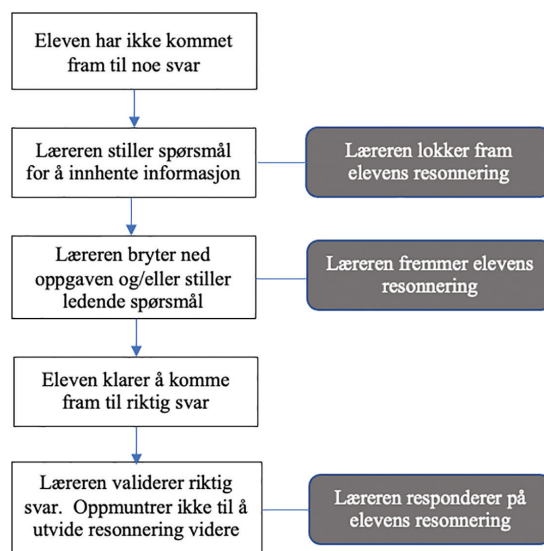 Eleven har ikke kommet
fram til noe svar
Læreren stiller spørsmål
for å innhente informasjon
Læreren lokker fram
elevens resonnering
Læreren bryter ned
oppgaven og/eller stiller
ledende spørsmål
Læreren fremmer elevens
resonnering
Eleven klarer å komme
fram til riktig svar
Læreren validerer riktig
svar. Oppmuntrer ikke til å
utvide resonnering videre
Læreren responderer på
elevens resonnering